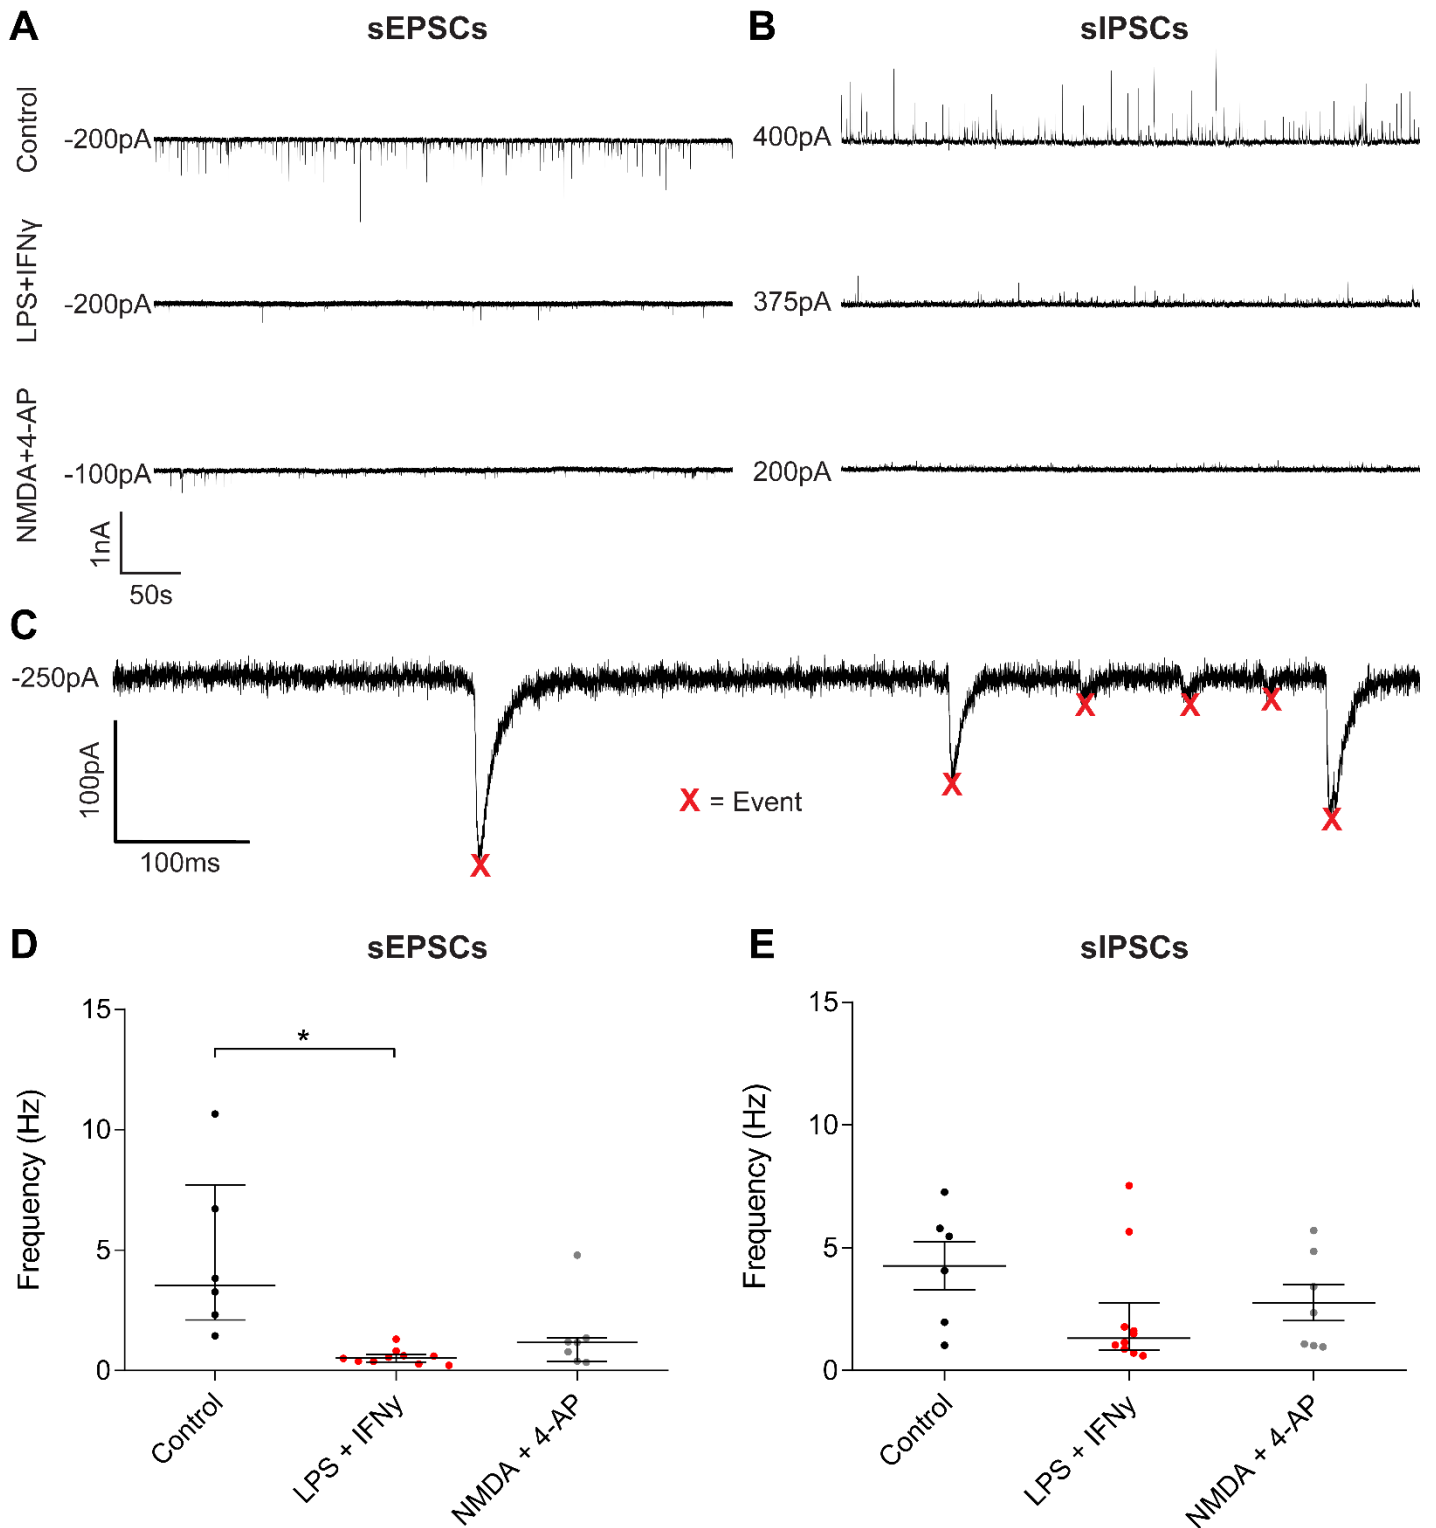 A
sEPSCs
B
sIPSCs
Control
-200pA
400pA
LPS+IFNγ
-200pA
375pA
NMDA+4-AP
-100pA
200pA
1nA
50s
C
-250pA
100pA
100ms
X
X
X
X
X
X
X = Event
D
sEPSCs
E
sIPSCs
15
10
5
0
Frequency (Hz)
*
Control
LPS + IFNy
NMDA + 4-AP
15
10
5
0
Frequency (Hz)
Control
LPS + IFNy
NMDA + 4-AP